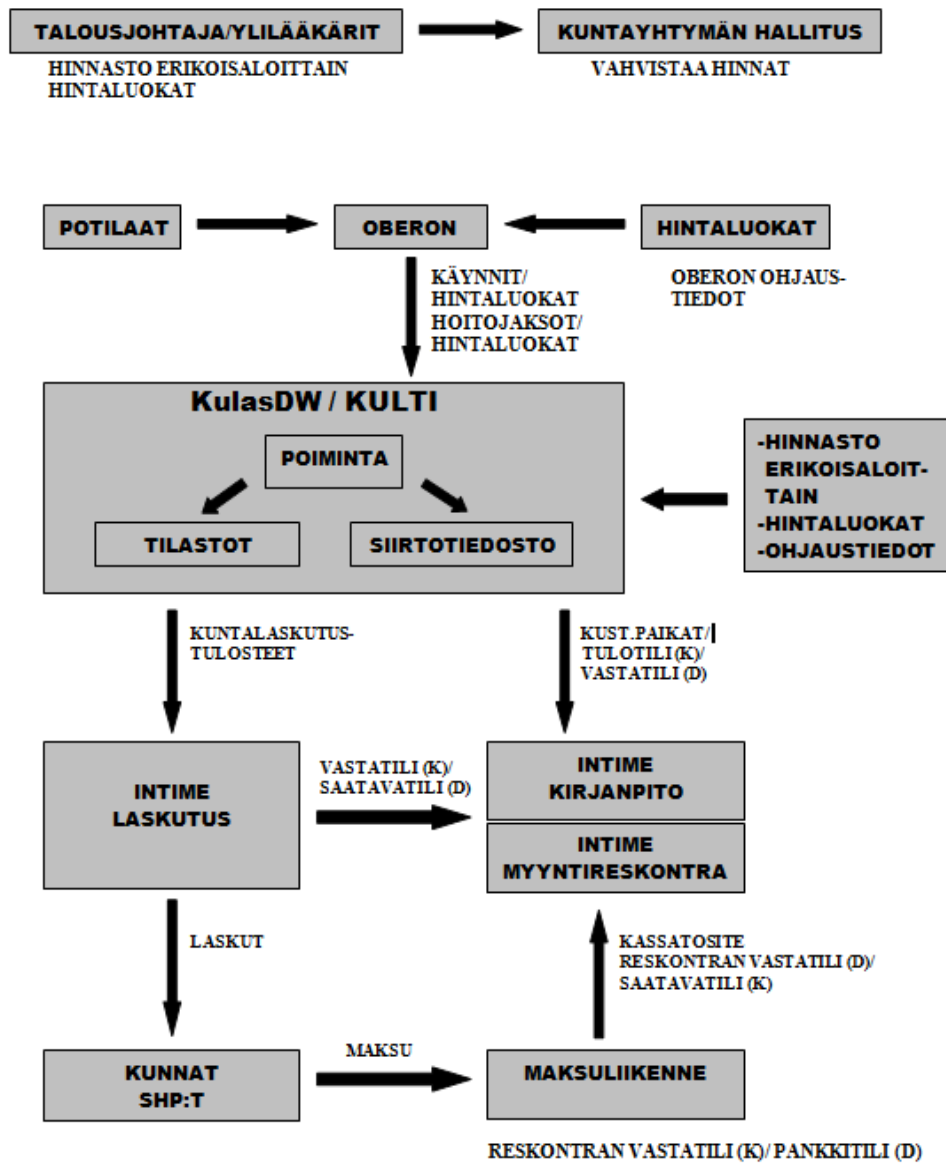 TALOUSJOHTAJA/YLILÄÄKÄRIT
KUNTAYHTYMÄN HALLITUS
HINNASTO ERIKOISALOITTAIN
HINTALUOKAT
VAHVISTAA HINNAT
POTILAAT
OBERON
HINTALUOKAT
KÄYNNIT/
HINTALUOKAT
HOITOJAKSOT/
HINTALUOKAT
OBERON OHJAUS-
TIEDOT
KulasDW / KULTI
POIMINTA
TILASTOT
SIIRTOTIEDOSTO
-HINNASTO
ERIKOISALOIT-
TAIN
-HINTALUOKAT
-OHJAUSTIEDOT
KUNTALASKUTUS-
TULOSTEET
KUST.PAIKAT/
TULOTILI (K)/
VASTATILI (D)
INTIME
LASKUTUS
VASTATILI (K)/
SAATAVATILI (D)
INTIME
KIRJANPITO
INTIME
MYYNTIRESKONTRA
LASKUT
KASSATOSITE
RESKONTRAN VASTATILI (D)/
SAATAVATILI (K)
KUNNAT
SHP:T
MAKSU
MAKSULIIKENNE
RESKONTRAN VASTATILI (K)/ PANKKITILI (D)